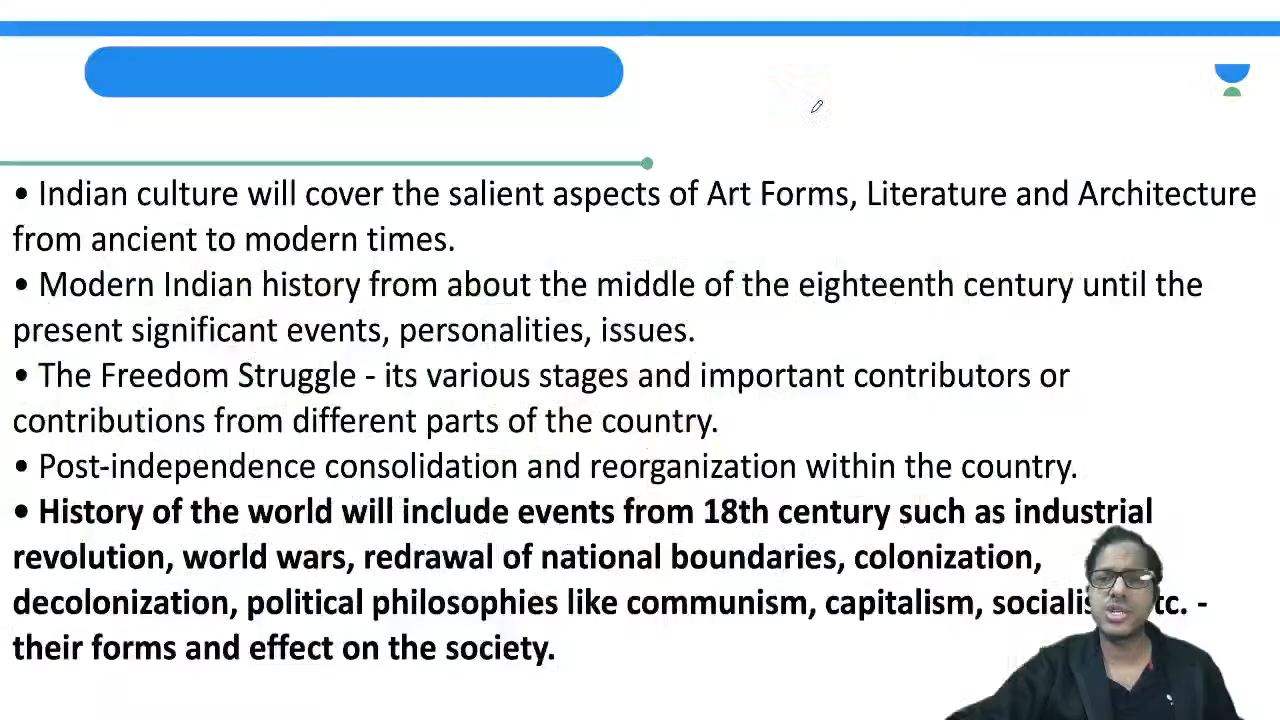 • Indian culture will cover the salient aspects of Art Forms, Literature and Architecture
from ancient to modern times.
• Modern Indian history from about the middle of the eighteenth century until the
present significant events, personalities, issues.
• The Freedom Struggle - its various stages and important contributors or
contributions from different parts of the country.
• Post-independence consolidation and reorganization within the country.
• History of the world will include events from 18th century such as industrial
revolution, world wars, redrawal of national boundaries, colonization,
decolonization, political philosophies like communism, capitalism, -
their forms and effect on the society.